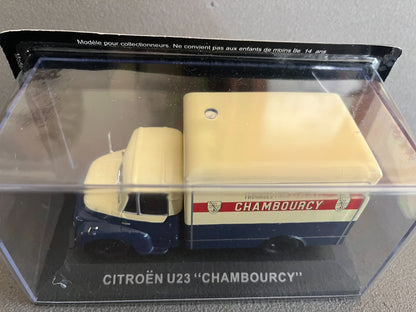 Modèle pour collectionneurs. Ne convient pas aux enfants de moins de 14 ans
CHAMBOURCY
CITROËN U23 "CHAMBOURCY"